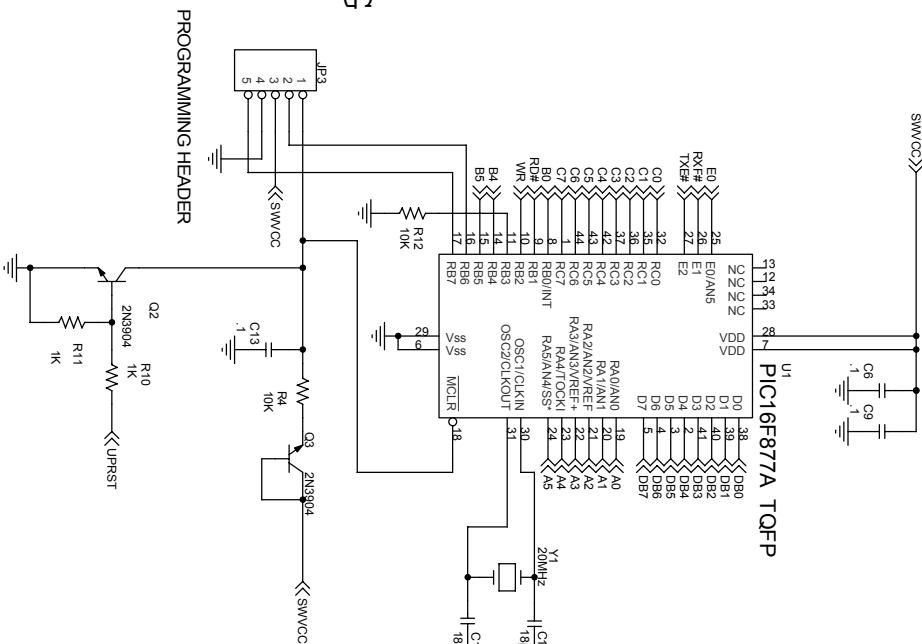 SWVCC
C6
.1
C9
.1
U1
PIC16F877A TQFP
13 NC
12 NC
34 NC
33 NC
28 VDD
7 VDD
E0 25 E0/AN5
RXF# 26 E1
TXE# 27 E2
C0 32 RC0
C1 35 RC1
C2 36 RC2
C3 37 RC3
C4 42 RC4
C5 43 RC5
C6 44 RC6
C7 1 RC7
B0 8 RB0/INT
RD# 9 RB1
WR 10 RB2
11 RB3
B4 14 RB4
B5 15 RB5
16 RB6
17 RB7
D0 38 DB0
D1 39 DB1
D2 40 DB2
D3 41 DB3
D4 2 DB4
D5 3 DB5
D6 4 DB6
D7 5 DB7
RA0/AN0 19 A0
RA1/AN1 20 A1
RA2/AN2/VREF 21 A2
RA3/AN3/VREF+ 22 A3
RA4/TOCKI 23 A4
RA5/AN4/SS* 24 A5
OSC1/CLKIN 30
OSC2/CLKOUT 31
MCLR 18
29 Vss
6 Vss
Y1
20MHz
C1
18
C1
18
R12
10K
JP3
1
2
3
4
5
PROGRAMMING HEADER
SWVCC
C13
.1
R4
10K
Q3
2N3904
SWVCC
Q2
2N3904
R11
1K
R10
1K
UPRST